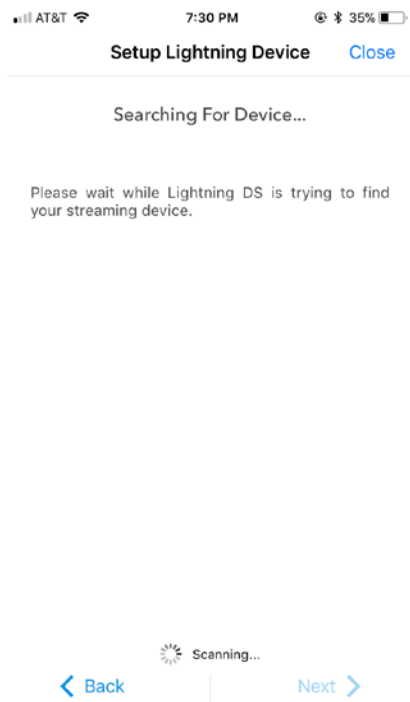 AT&T 7:30 PM 35%
Setup Lightning Device Close
Searching For Device...
Please wait while Lightning DS is trying to find
your streaming device.
Scanning...
Back Next